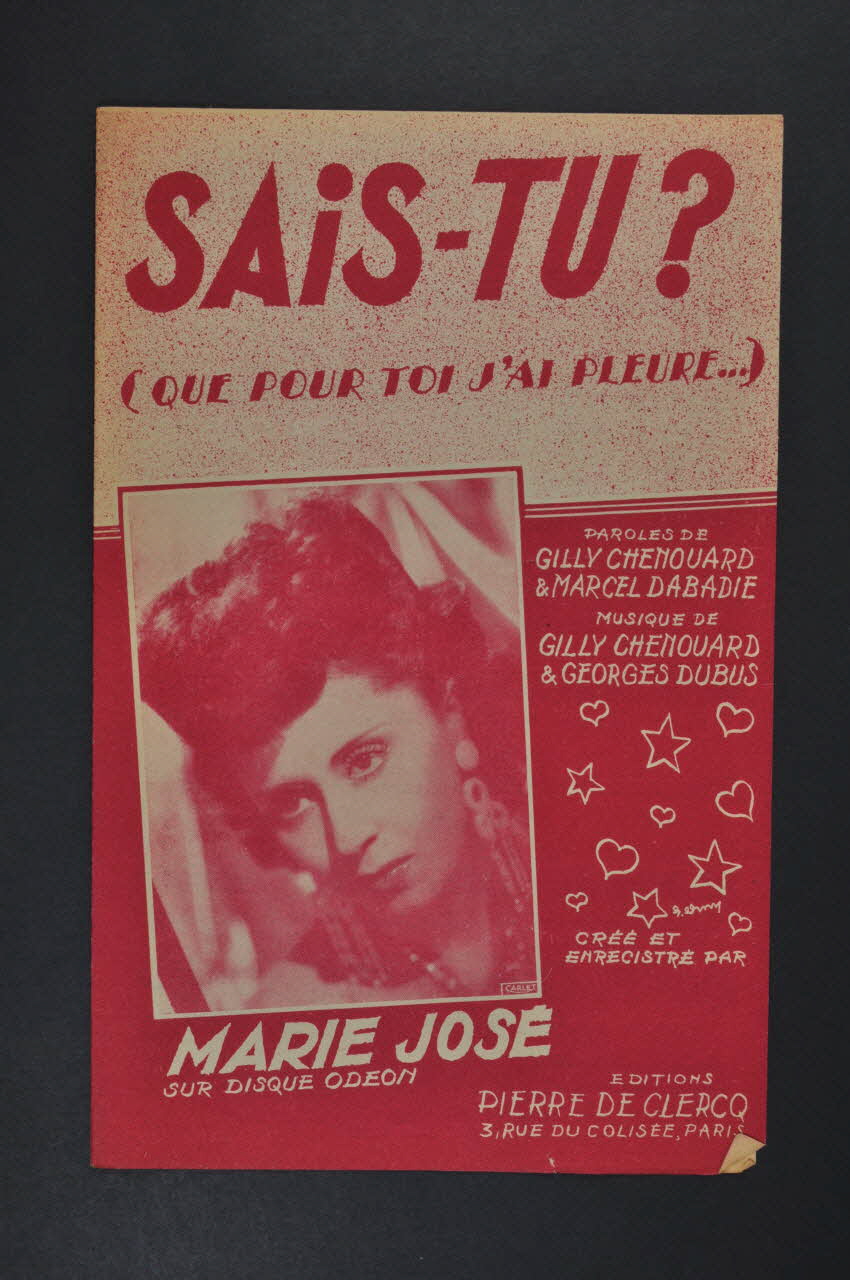 SAiS-TU ?
( QUE POUR TOI J'AI PLEURE...)
PAROLES DE
GILLY CHENOUARD
& MARCEL DABADIE
MUSIQUE DE
GILLY CHENOUARD
& GEORGES DUBUS
CRÉÉ ET
ENREGISTRÉ PAR
CARLET
MARIE JOSÉ
SUR DISQUE ODEON
EDITIONS
PIERRE DE CLERCQ
3, RUE DU COLISÉE, PARIS